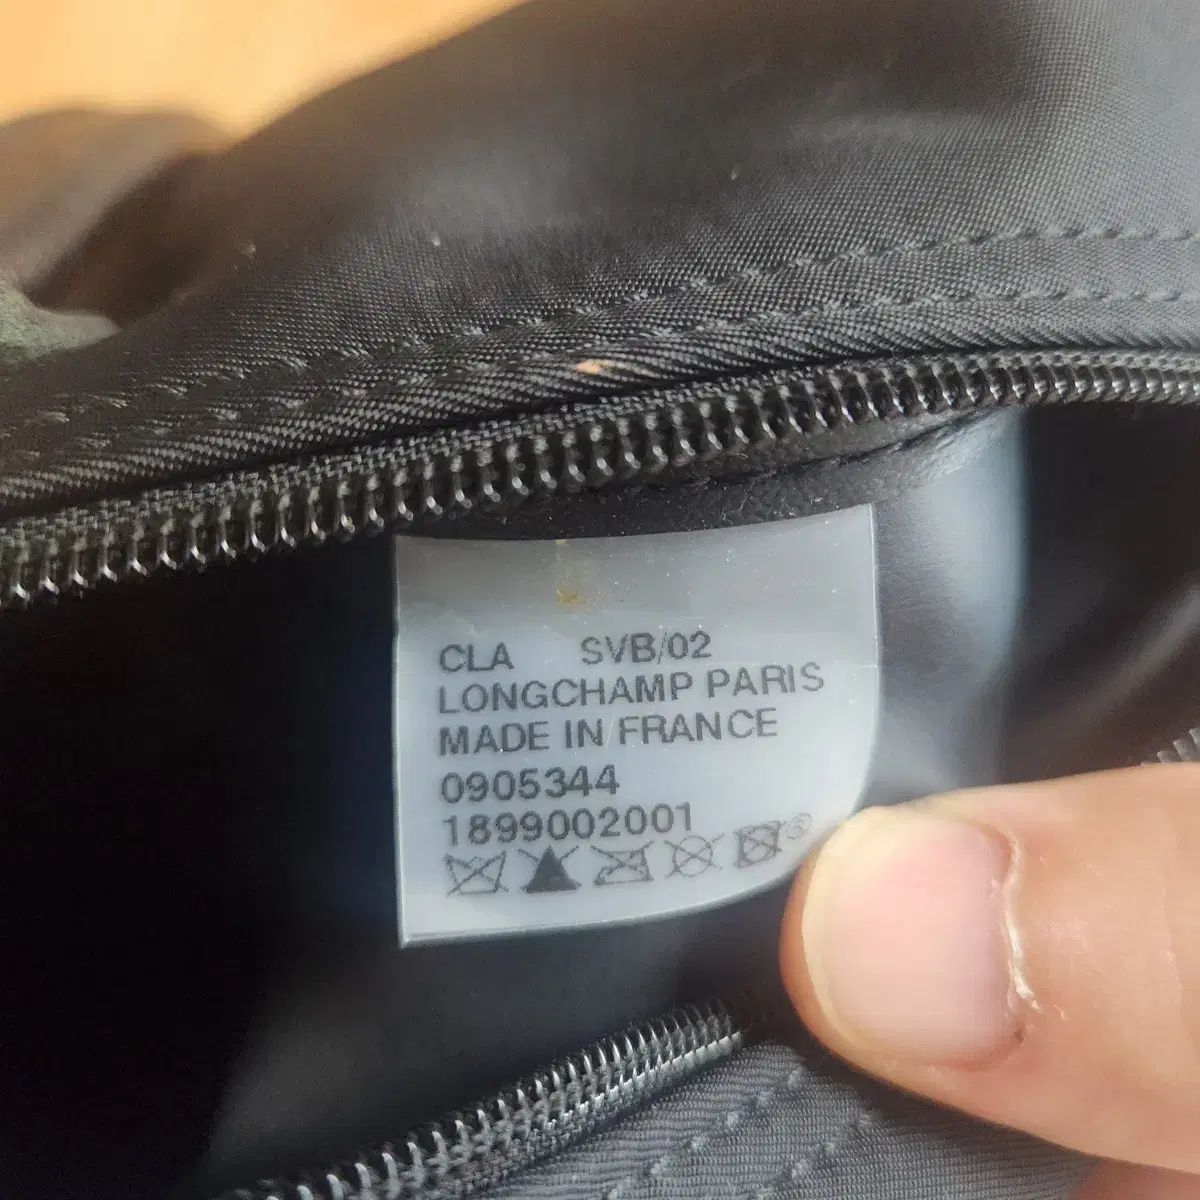 CLA SVB/02
LONGCHAMP PARIS
MADE IN FRANCE
0905344
1899002001